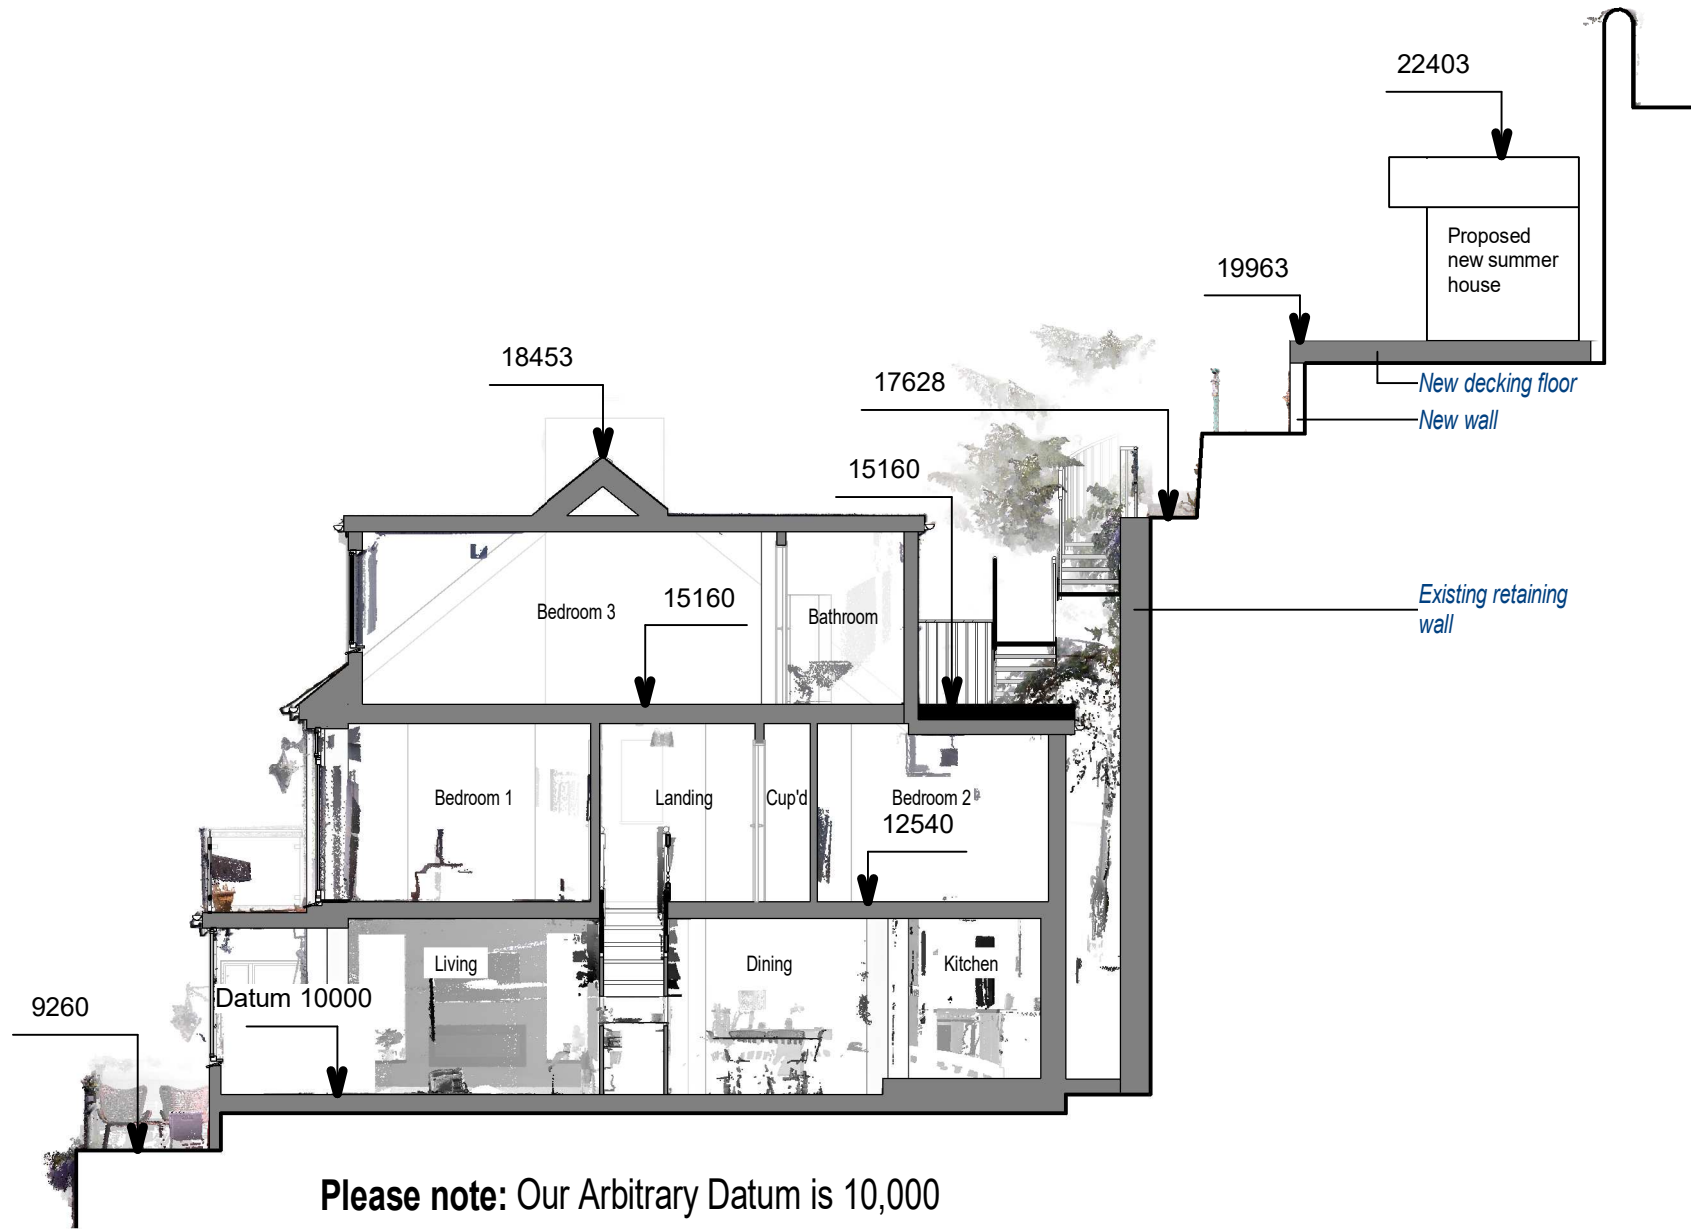 22403
Proposed
new summer
house
19963
New decking floor
New wall
18453
17628
15160
Existing retaining
wall
Bedroom 3
15160
Bathroom
Bedroom 1
Landing
Cup'd
Bedroom 2
12540
Living
Dining
Kitchen
9260
Datum 10000
Please note: Our Arbitrary Datum is 10,000